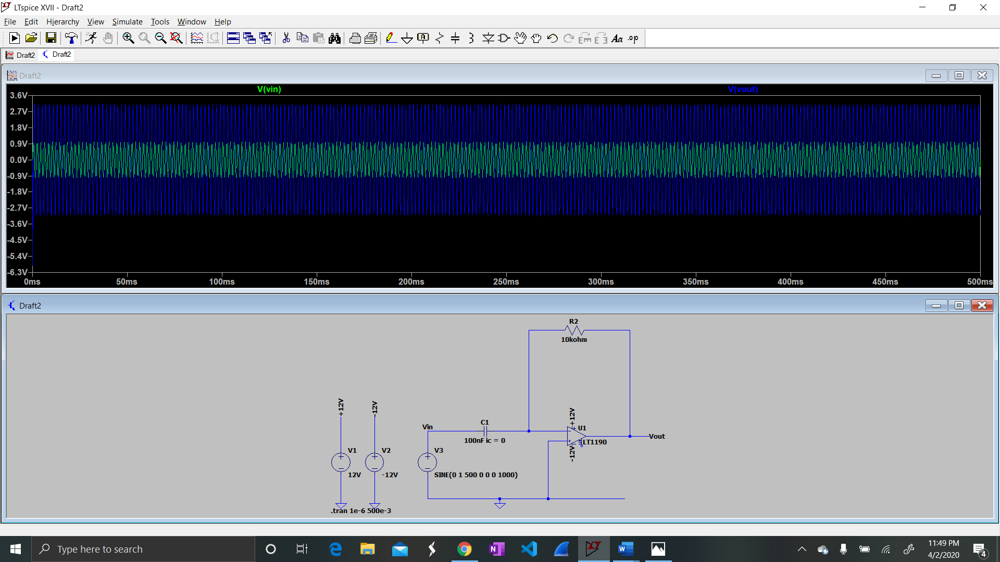 LTspice XVII - Draft2
File Edit Hierarchy View Simulate Tools Window Help
Draft2 Draft2
Draft2
V(vin) V(vout)
3.6V
2.7V
1.8V
0.9V
0.0V
-0.9V
-1.8V
-2.7V
-3.6V
-4.5V
-5.4V
-6.3V
0ms 50ms 100ms 150ms 200ms 250ms 300ms 350ms 400ms 450ms 500ms
Draft2
R2
10kohm
+12V
-12V
+12V
Vin
C1
U1
100nF ic = 0
Vout
LT1190
-12V
V1
V2
V3
12V
-12V
SINE(0 1 500 0 0 0 1000)
.tran 1e-6 500e-3
Type here to search
11:49 PM
4/2/2020
4